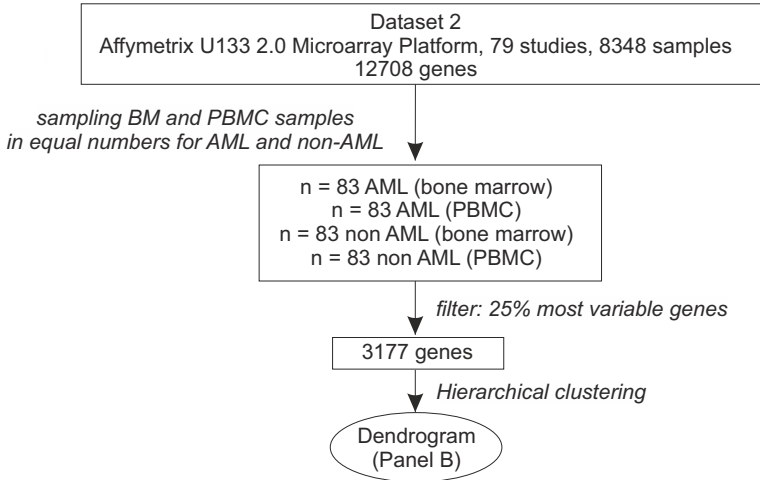 Dataset 2
Affymetrix U133 2.0 Microarray Platform, 79 studies, 8348 samples
12708 genes
sampling BM and PBMC samples
in equal numbers for AML and non-AML
n = 83 AML (bone marrow)
n = 83 AML (PBMC)
n = 83 non AML (bone marrow)
n = 83 non AML (PBMC)
filter: 25% most variable genes
3177 genes
Hierarchical clustering
Dendrogram
(Panel B)